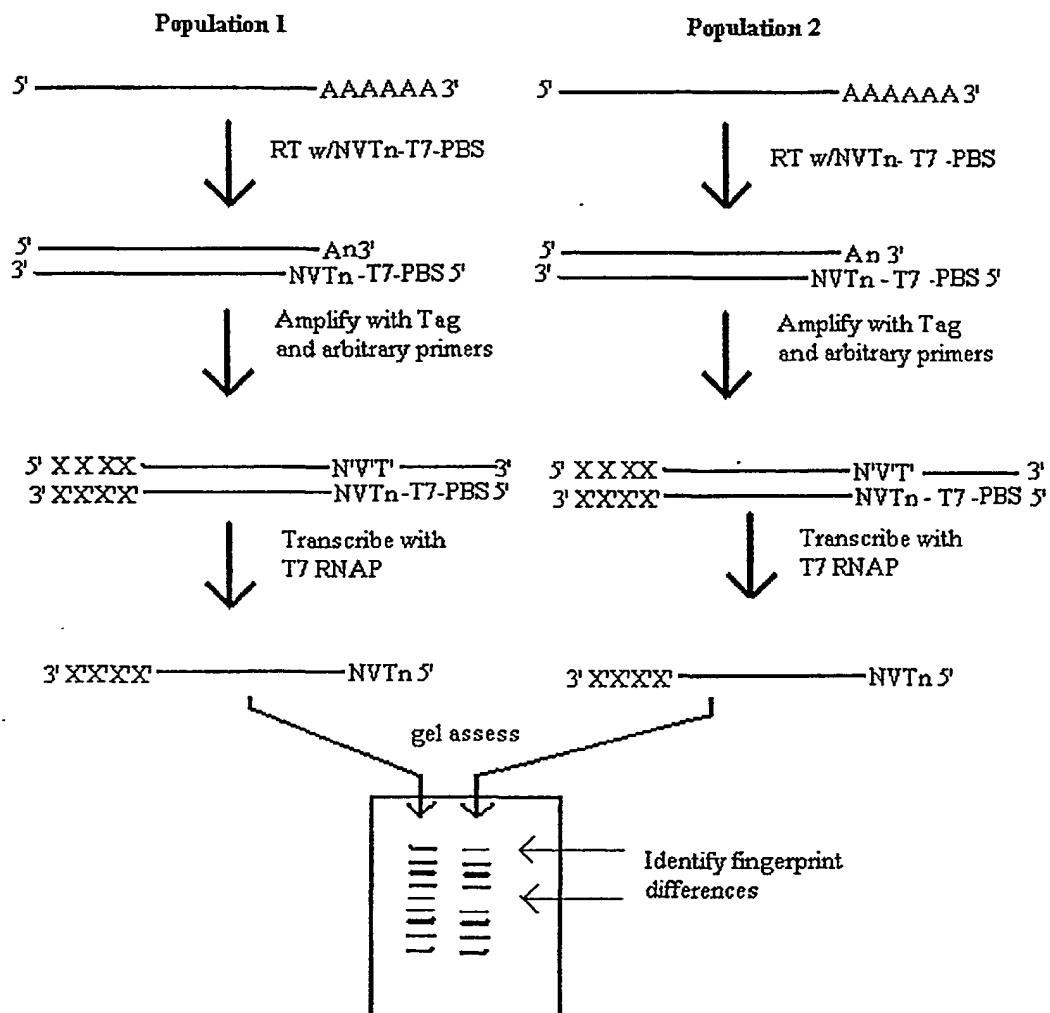 Population 1
Population 2
5' AAAAAA 3'
5' AAAAAA 3'
RT w/NVTn-T7-PBS
RT w/NVTn- T7 -PBS
5' An3'
3' NVTn -T7-PBS 5'
5' An 3'
3' NVTn - T7 -PBS 5'
Amplify with Tag
and arbitrary primers
Amplify with Tag
and arbitrary primers
5' X X XX N'V'T' 3'
3' X'X'X'X' NVTn-T7-PBS 5'
5' X X X X N'V'T' 3'
3' X'X'X'X' NVTn - T7 -PBS 5'
Transcribe with
T7 RNAP
Transcribe with
T7 RNAP
3' X'X'X'X' NVTn 5'
3' X'X'X'X' NVTn 5'
gel assess
Identify fingerprint
differences